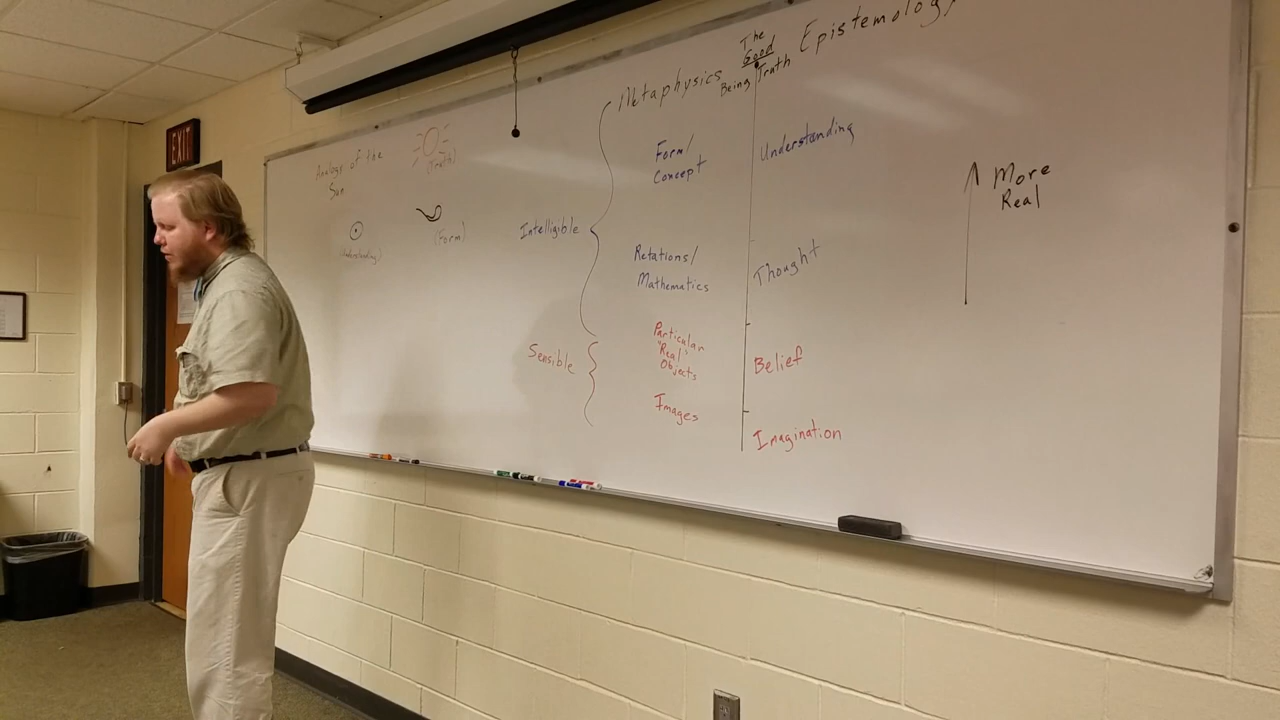 EXIT
Analogy of the
Sun
(Truth)
(Understanding)
(Form)
Metaphysics
The
Good
Being
Truth
Epistemology
Intelligible
Form/
Concept
Understanding
Relations/
Mathematics
Thought
Sensible
Particular
"Real"
Objects
Belief
Images
Imagination
More
Real